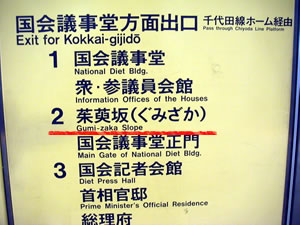 国会議事堂方面出口
千代田線ホーム経由
Exit for Kokkai-gijidō
Pass through Chiyoda Line Platform
1 国会議事堂
National Diet Bldg.
衆・参議員会館
Information Offices of the Houses
2 茱萸坂(ぐみざか)
Gumi-zaka Slope
国会議事堂正門
Main Gate of National Diet Bldg.
3 国会記者会館
Diet Press Hall
首相官邸
Prime Minister's Official Residence
総理府